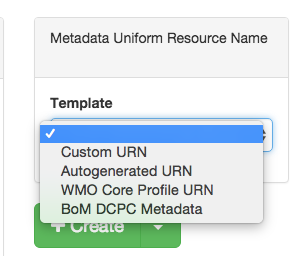 Metadata Uniform Resource Name
Template
Custom URN
Autogenerated URN
WMO Core Profile URN
BoM DCPC Metadata
Create